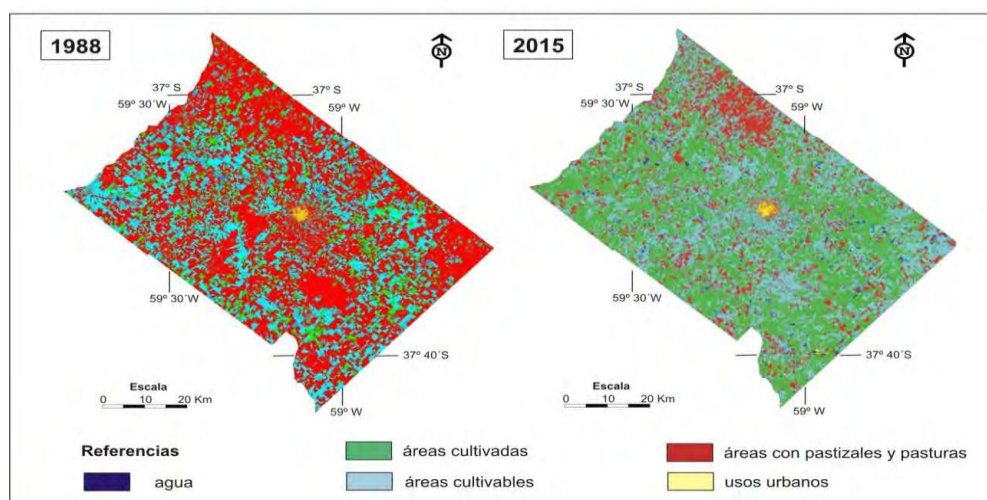 1988
N
37º S
37º S
59º 30´W
59º W
59º 30´W
37º 40´S
59º W
Escala
0 10 20 Km
2015
N
37º S
37º S
59º 30´W
59º W
59º 30´W
37º 40´S
59º W
Escala
0 10 20 Km
Referencias
agua
áreas cultivadas
áreas cultivables
áreas con pastizales y pasturas
usos urbanos